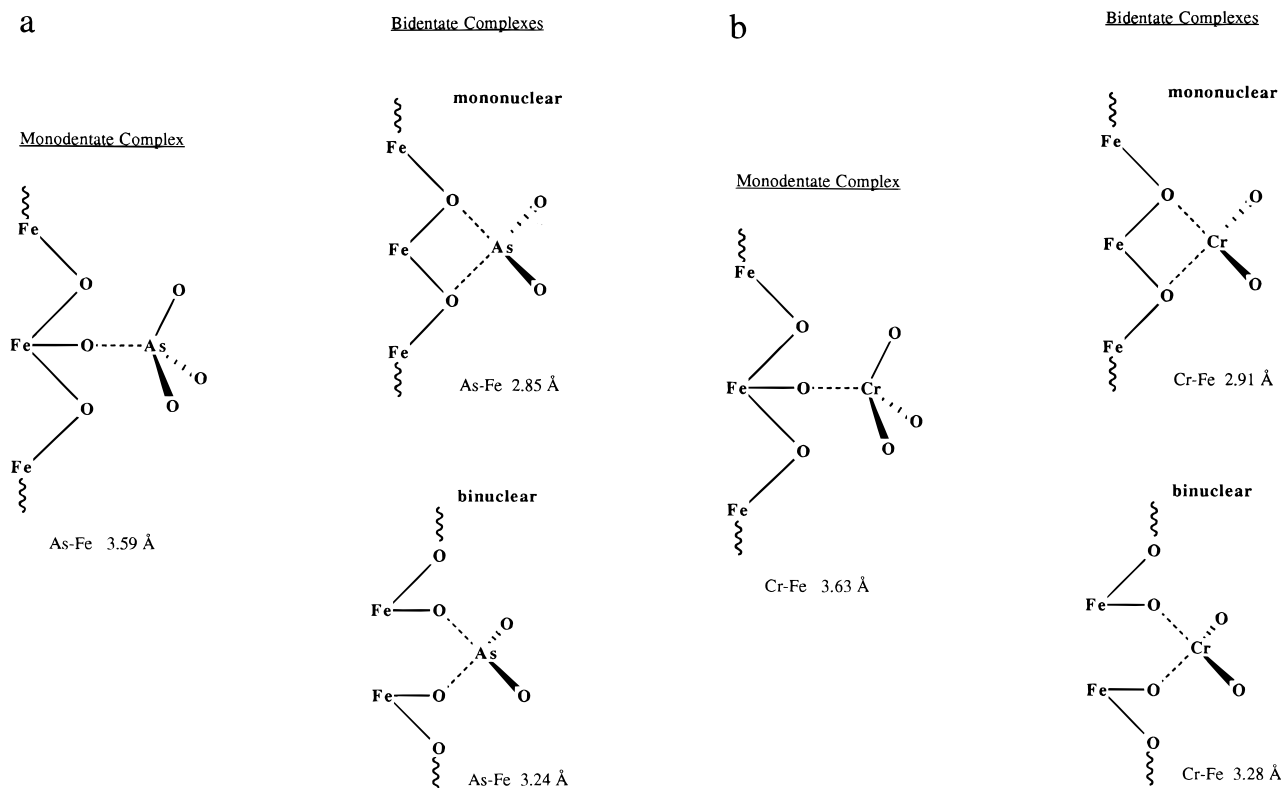 a
Bidentate Complexes
mononuclear
Monodentate Complex
Fe
O
O
Fe
As
O
O
Fe
As-Fe 2.85 Å
Fe
O
O
Fe
O
As
O
O
O
Fe
As-Fe 3.59 Å
binuclear
O
Fe
O
O
As
Fe
O
O
O
As-Fe 3.24 Å
b
Bidentate Complexes
mononuclear
Monodentate Complex
Fe
O
O
Fe
Cr
O
O
Fe
Cr-Fe 2.91 Å
Fe
O
O
Fe
O
Cr
O
O
O
Fe
Cr-Fe 3.63 Å
binuclear
O
Fe
O
O
Cr
Fe
O
O
O
Cr-Fe 3.28 Å